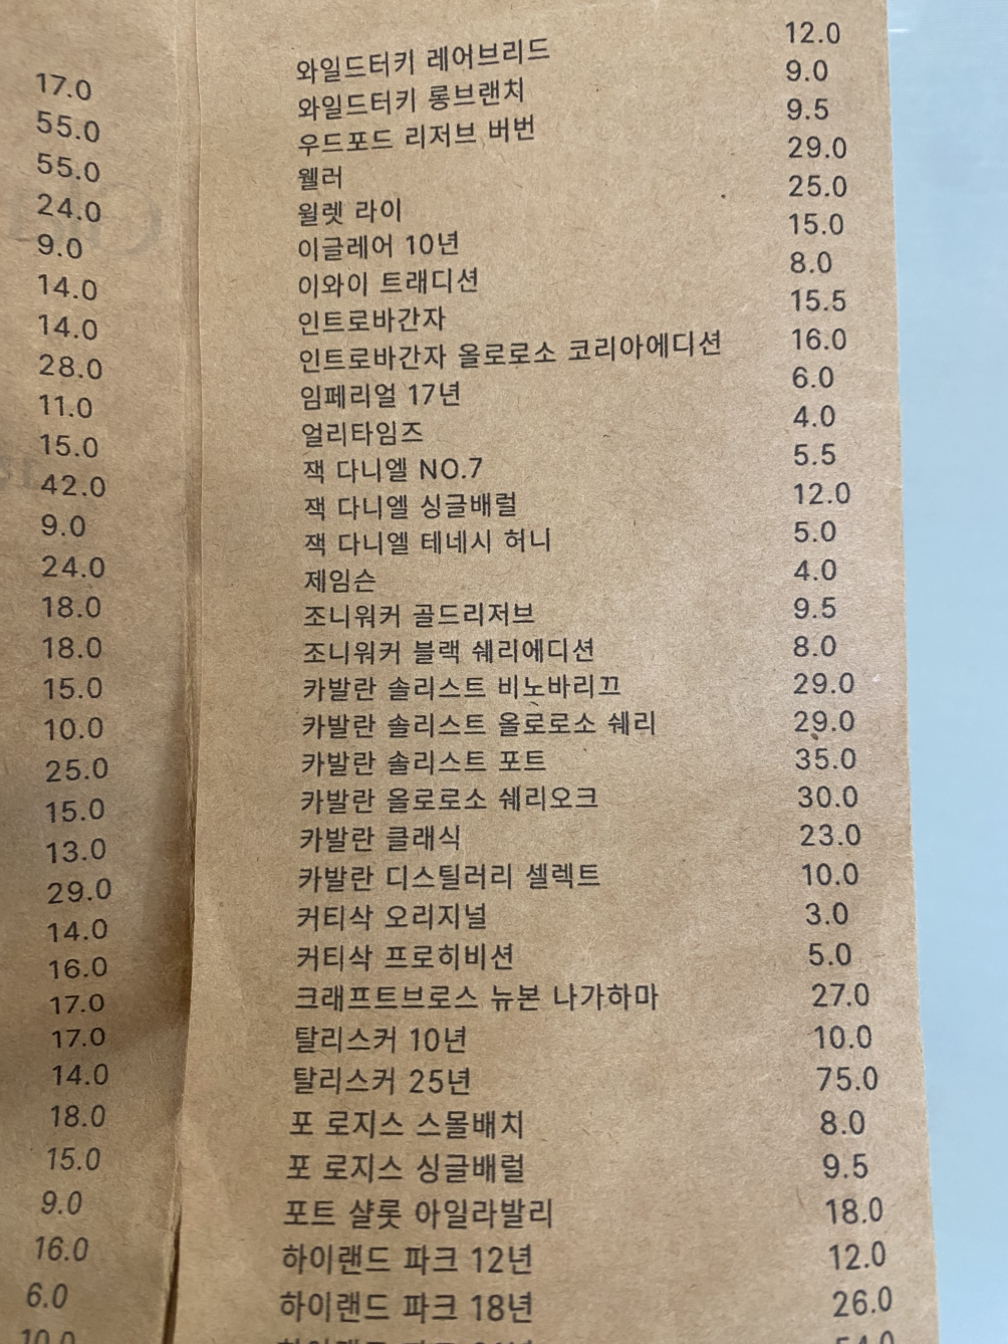 17.0
55.0
55.0
24.0
9.0
14.0
14.0
28.0
11.0
15.0
42.0
9.0
24.0
18.0
18.0
15.0
10.0
25.0
15.0
13.0
29.0
14.0
16.0
17.0
17.0
14.0
18.0
15.0
9.0
16.0
6.0
10.0
와일드터키 레어브리드 12.0
와일드터키 롱브랜치 9.0
우드포드 리저브 버번 9.5
웰러 29.0
윌렛 라이 25.0
이글레어 10년 15.0
이와이 트래디션 8.0
인트로바간자 15.5
인트로바간자 올로로소 코리아에디션 16.0
임페리얼 17년 6.0
얼리타임즈 4.0
잭 다니엘 NO.7 5.5
잭 다니엘 싱글배럴 12.0
잭 다니엘 테네시 허니 5.0
제임슨 4.0
조니워커 골드리저브 9.5
조니워커 블랙 쉐리에디션 8.0
카발란 솔리스트 비노바리끄 29.0
카발란 솔리스트 올로로소 쉐리 29.0
카발란 솔리스트 포트 35.0
카발란 올로로소 쉐리오크 30.0
카발란 클래식 23.0
카발란 디스틸러리 셀렉트 10.0
커티삭 오리지널 3.0
커티삭 프로히비션 5.0
크래프트브로스 뉴본 나가하마 27.0
탈리스커 10년 10.0
탈리스커 25년 75.0
포 로지스 스몰배치 8.0
포 로지스 싱글배럴 9.5
포트 샬롯 아일라발리 18.0
하이랜드 파크 12년 12.0
하이랜드 파크 18년 26.0